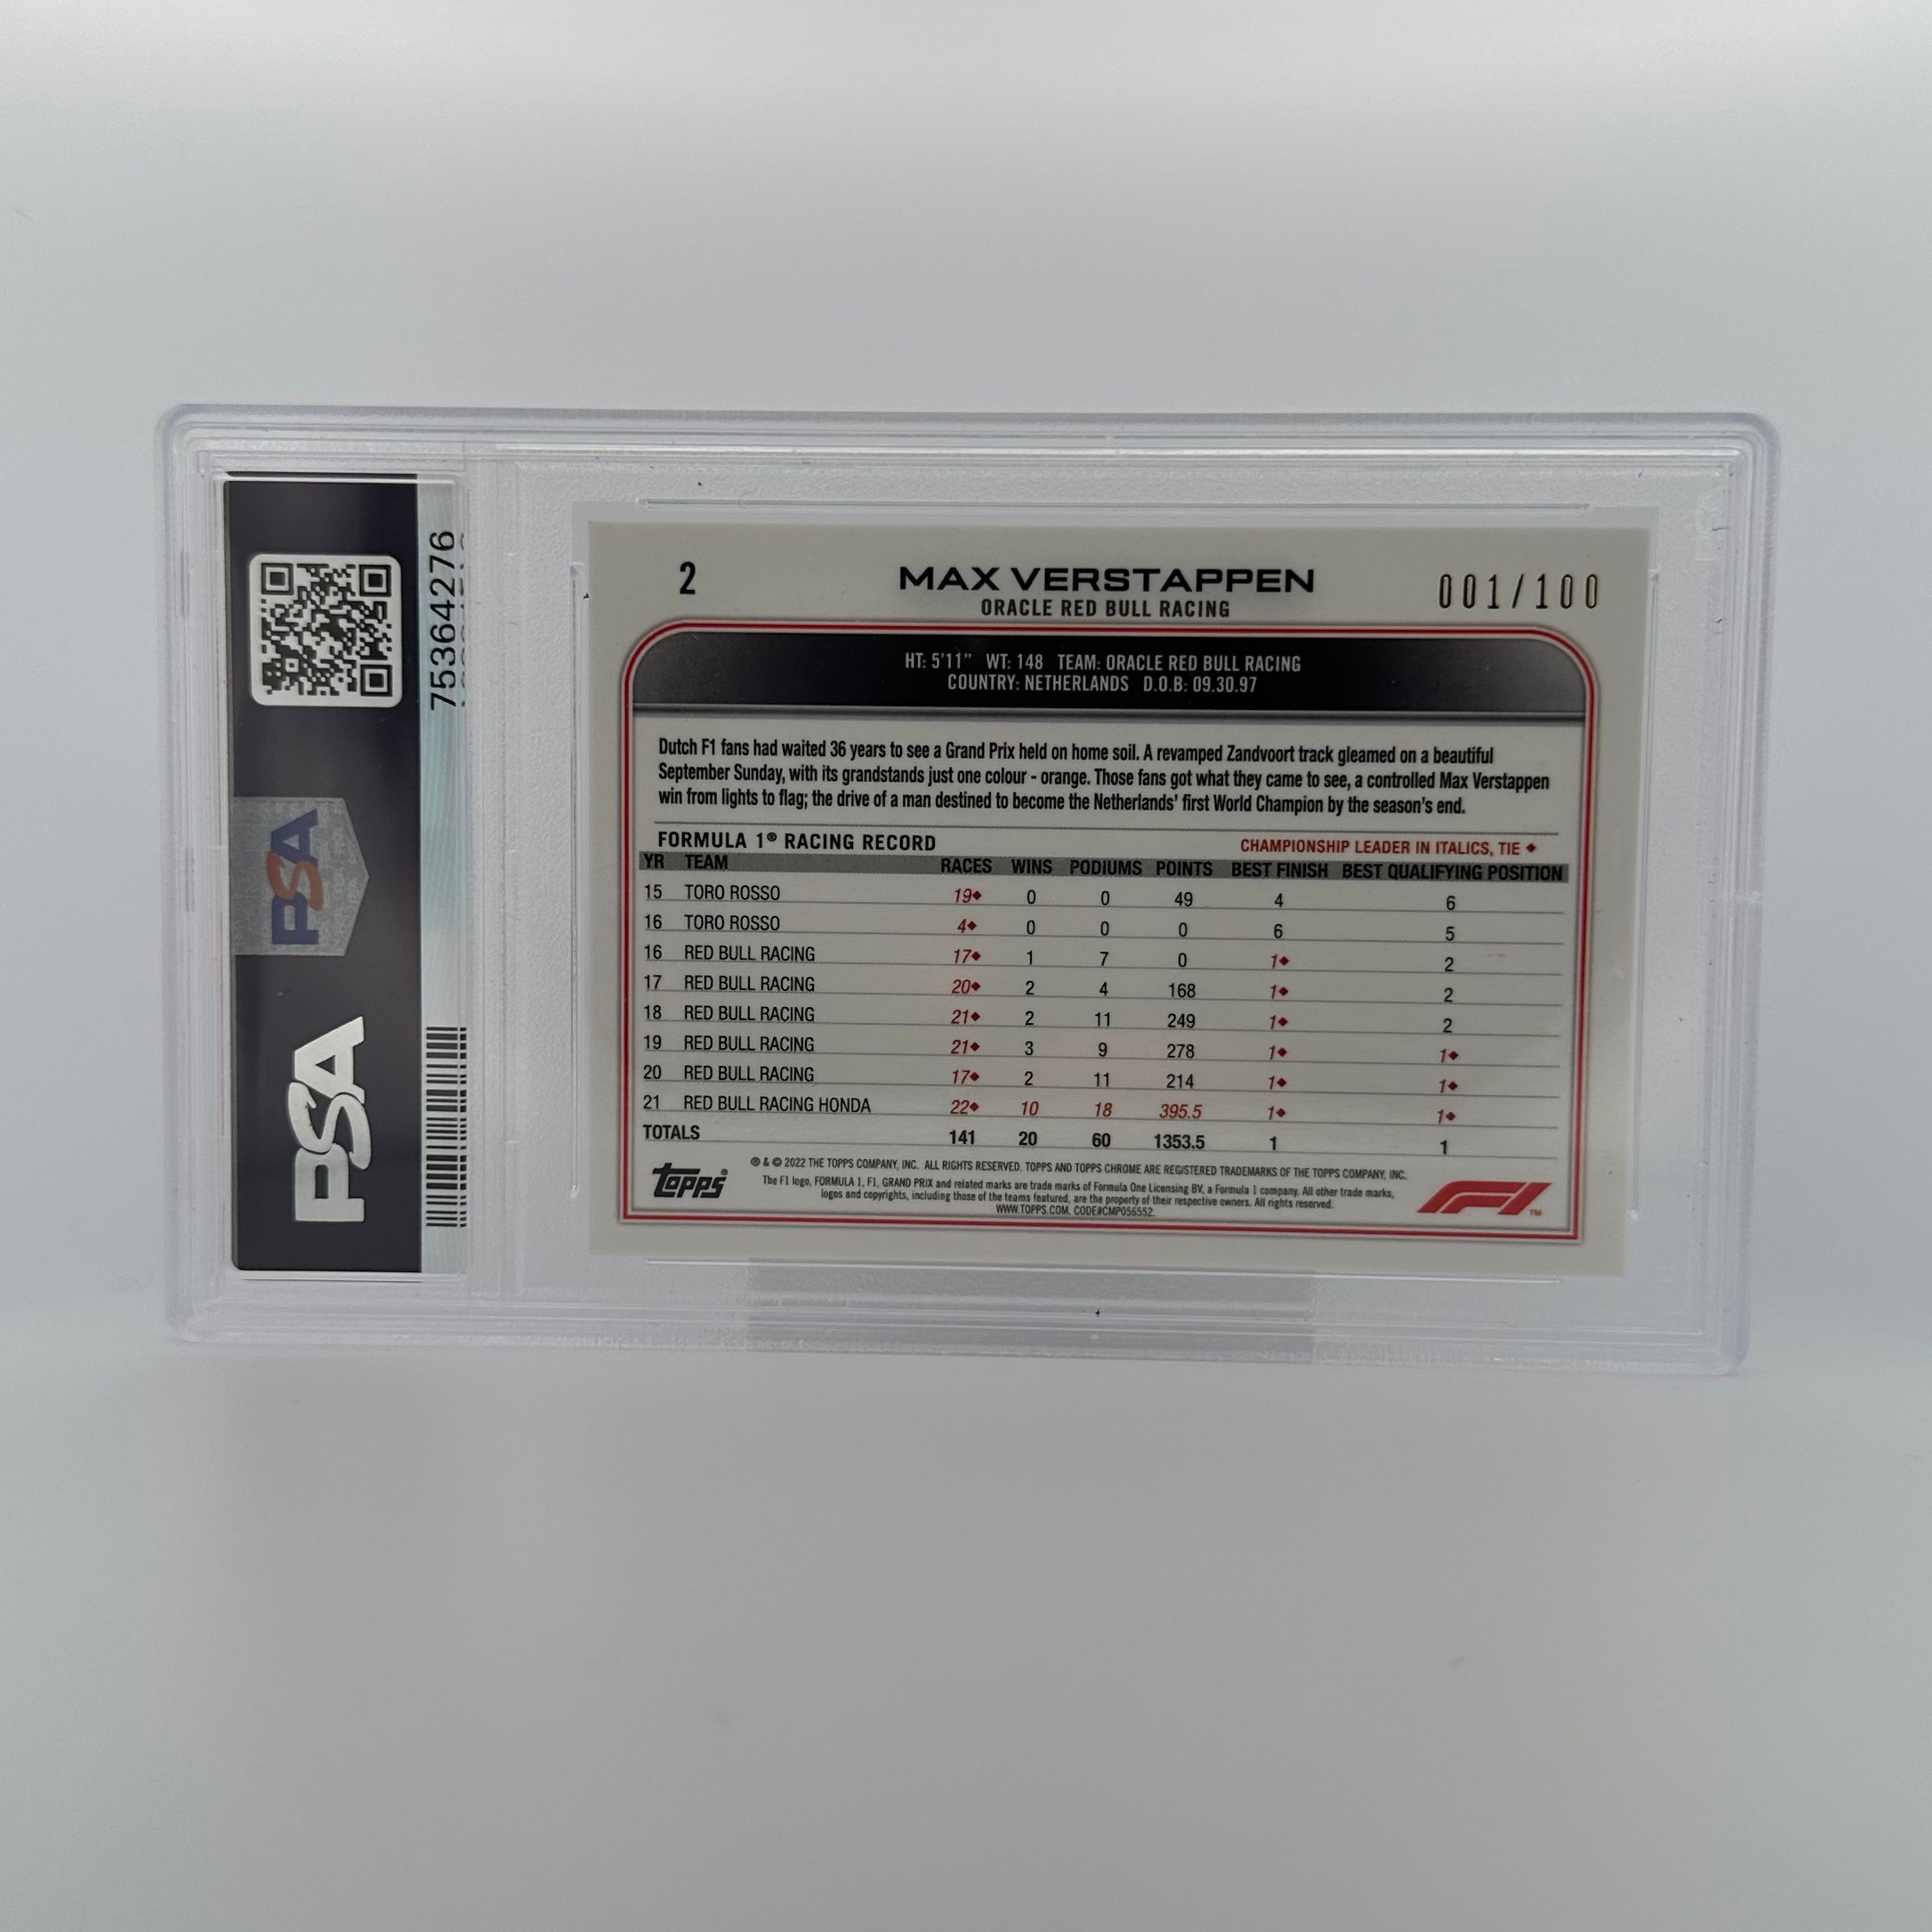 75364276
PSA
PSA
2
MAX VERSTAPPEN
001/100
ORACLE RED BULL RACING
HT: 5'11" WT: 148 TEAM: ORACLE RED BULL RACING
COUNTRY: NETHERLANDS D.O.B: 09.30.97
Dutch F1 fans had waited 36 years to see a Grand Prix held on home soil. A revamped Zandvoort track gleamed on a beautiful
September Sunday, with its grandstands just one colour - orange. Those fans got what they came to see, a controlled Max Verstappen
win from lights to flag; the drive of a man destined to become the Netherlands' first World Champion by the season's end.
FORMULA 1® RACING RECORD CHAMPIONSHIP LEADER IN ITALICS, TIE ◆
YR TEAM RACES WINS PODIUMS POINTS BEST FINISH BEST QUALIFYING POSITION
15 TORO ROSSO 19◆ 0 0 49 4 6
16 TORO ROSSO 4◆ 0 0 0 6 5
16 RED BULL RACING 17◆ 1 7 0 1◆ 2
17 RED BULL RACING 20◆ 2 4 168 1◆ 2
18 RED BULL RACING 21◆ 2 11 249 1◆ 2
19 RED BULL RACING 21◆ 3 9 278 1◆ 1◆
20 RED BULL RACING 17◆ 2 11 214 1◆ 1◆
21 RED BULL RACING HONDA 22◆ 10 18 395.5 1◆ 1◆
TOTALS 141 20 60 1353.5 1 1
topps®
® & © 2022 THE TOPPS COMPANY, INC. ALL RIGHTS RESERVED. TOPPS AND TOPPS CHROME ARE REGISTERED TRADEMARKS OF THE TOPPS COMPANY, INC.
The F1 logo, FORMULA 1, F1, GRAND PRIX and related marks are trade marks of Formula One Licensing BV, a Formula 1 company. All other trade marks,
logos and copyrights, including those of the teams featured, are the property of their respective owners. All rights reserved.
WWW.TOPPS.COM. CODE#CMP056552
F1™